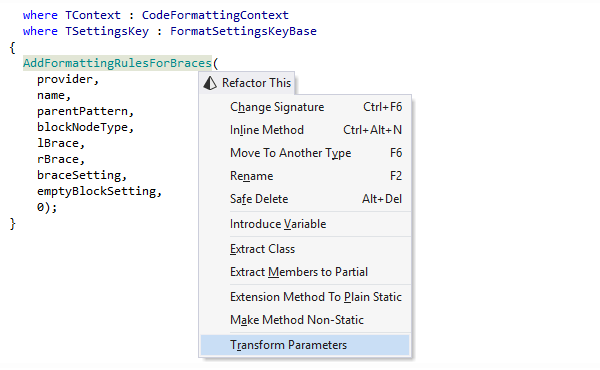 where TContext : CodeFormattingContext
where TSettingsKey : FormatSettingsKeyBase
{
AddFormattingRulesForBraces(
provider,
name,
parentPattern,
blockNodeType,
lBrace,
rBrace,
braceSetting,
emptyBlockSetting,
0);
}
Refactor This
Change Signature Ctrl+F6
Inline Method Ctrl+Alt+N
Move To Another Type F6
Rename F2
Safe Delete Alt+Del
Introduce Variable
Extract Class
Extract Members to Partial
Extension Method To Plain Static
Make Method Non-Static
Transform Parameters